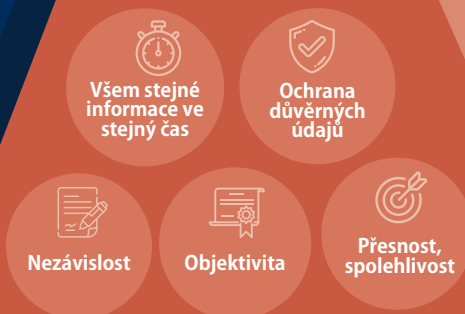 Všem stejné
informace ve
stejný čas
Ochrana
důvěrných
údajů
Nezávislost
Objektivita
Přesnost,
spolehlivost